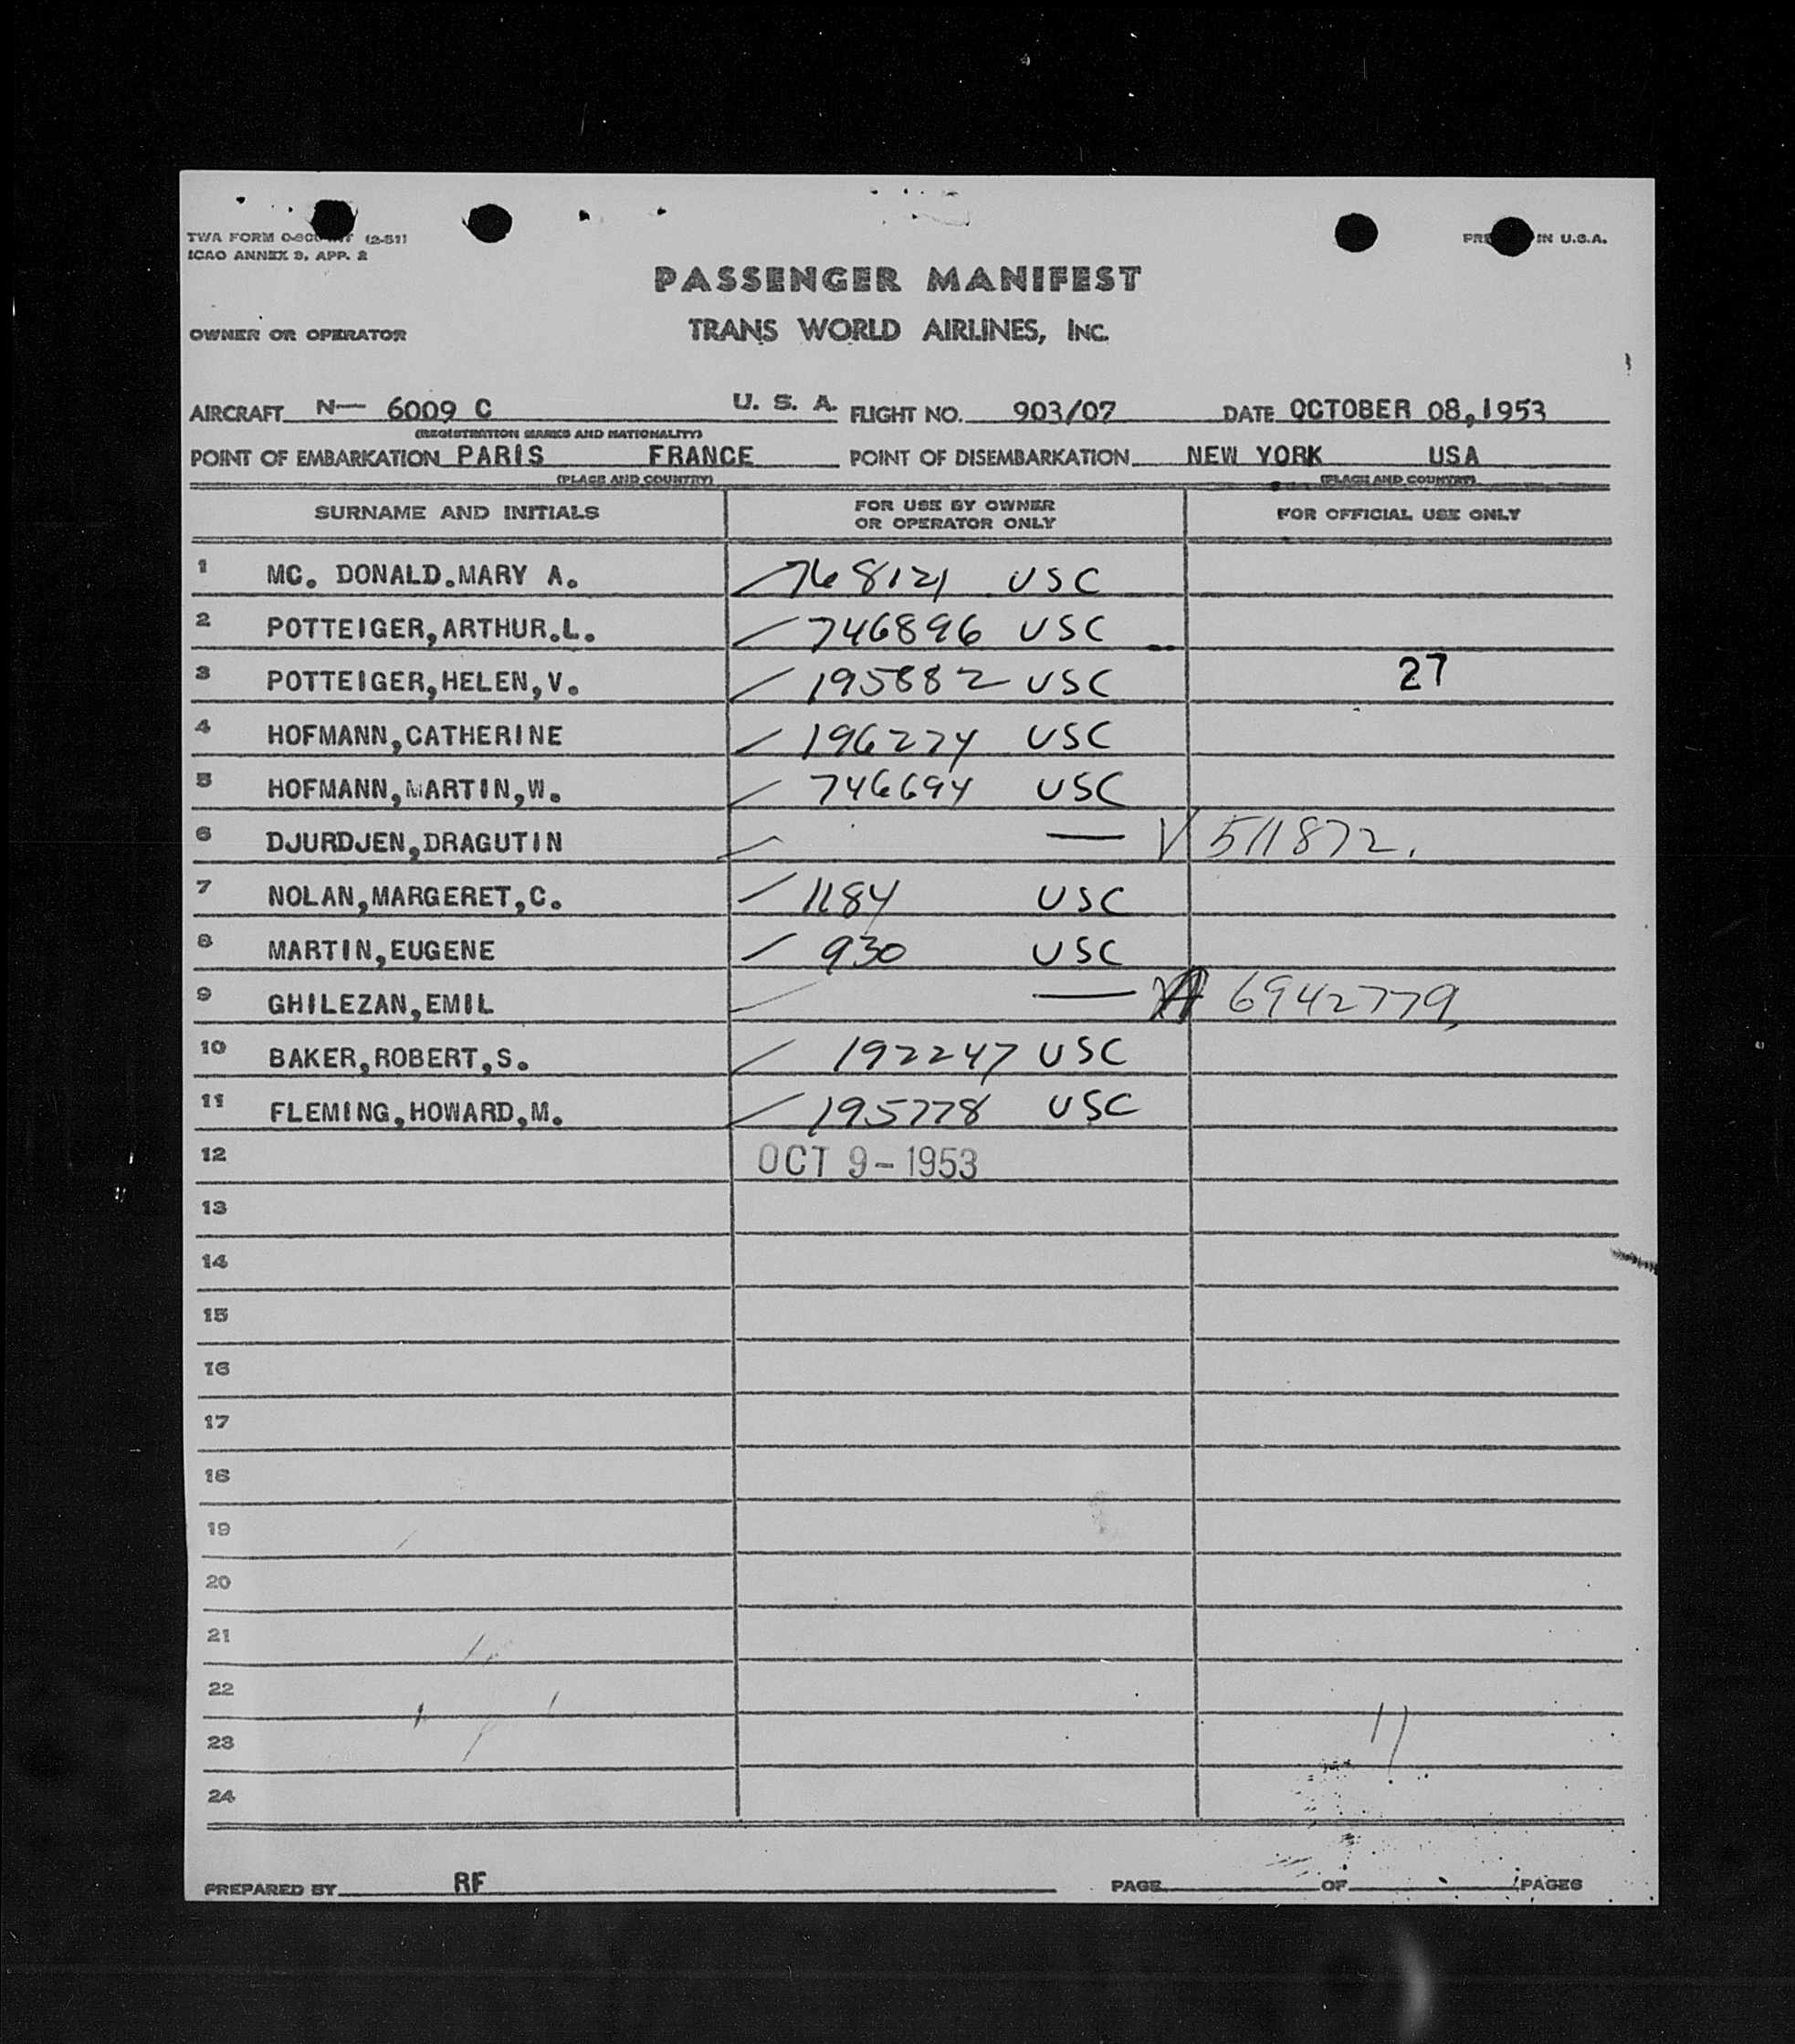 TWA FORM (2-51) PRI IN U.S.A.
ICAO ANNEX 9, APP. 2
PASSENGER MANIFEST
OWNER OR OPERATOR TRANS WORLD AIRLINES, INC.
AIRCRAFT N— 6009 C U. S. A. FLIGHT NO. 903/07 DATE OCTOBER 08,1953
(REGISTRATION MARKS AND NATIONALITY)
POINT OF EMBARKATION PARIS FRANCE POINT OF DISEMBARKATION NEW YORK USA
(PLACE AND COUNTRY) (PLACE AND COUNTRY)
SURNAME AND INITIALS FOR USE BY OWNER OR OPERATOR ONLY FOR OFFICIAL USE ONLY
1 MC. DONALD.MARY A. 768121 USC
2 POTTEIGER,ARTHUR.L. 746896 USC
3 POTTEIGER,HELEN,V. 195882 USC 27
4 HOFMANN,CATHERINE 196274 USC
5 HOFMANN,MARTIN,W. 746694 USC
6 DJURDJEN,DRAGUTIN — V 511872.
7 NOLAN,MARGERET,C. 1184 USC
8 MARTIN,EUGENE 930 USC
9 GHILEZAN,EMIL — 6942779
10 BAKER,ROBERT,S. 192247 USC
11 FLEMING,HOWARD,M. 195778 USC
12 OCT 9-1953
13
14
15
16
17
18
19
20
21
22
23
24
PREPARED BY RF PAGE OF PAGES